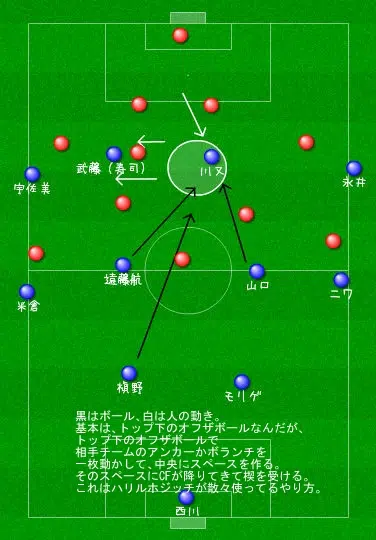 武藤（寿司）
川又
宇佐美
永井
遠藤航
山口
米倉
ニワ
槙野
モリゲ
黒はボール、白は人の動き。
基本は、トップ下のオフザボールなんだが、
トップ下のオフザボールで
相手チームのアンカーかボランチを
一枚動かして、中央にスペースを作る。
そのスペースにCFが降りてきて楔を受ける。
これはハリルホジッチが散々使ってるやり方。
西川